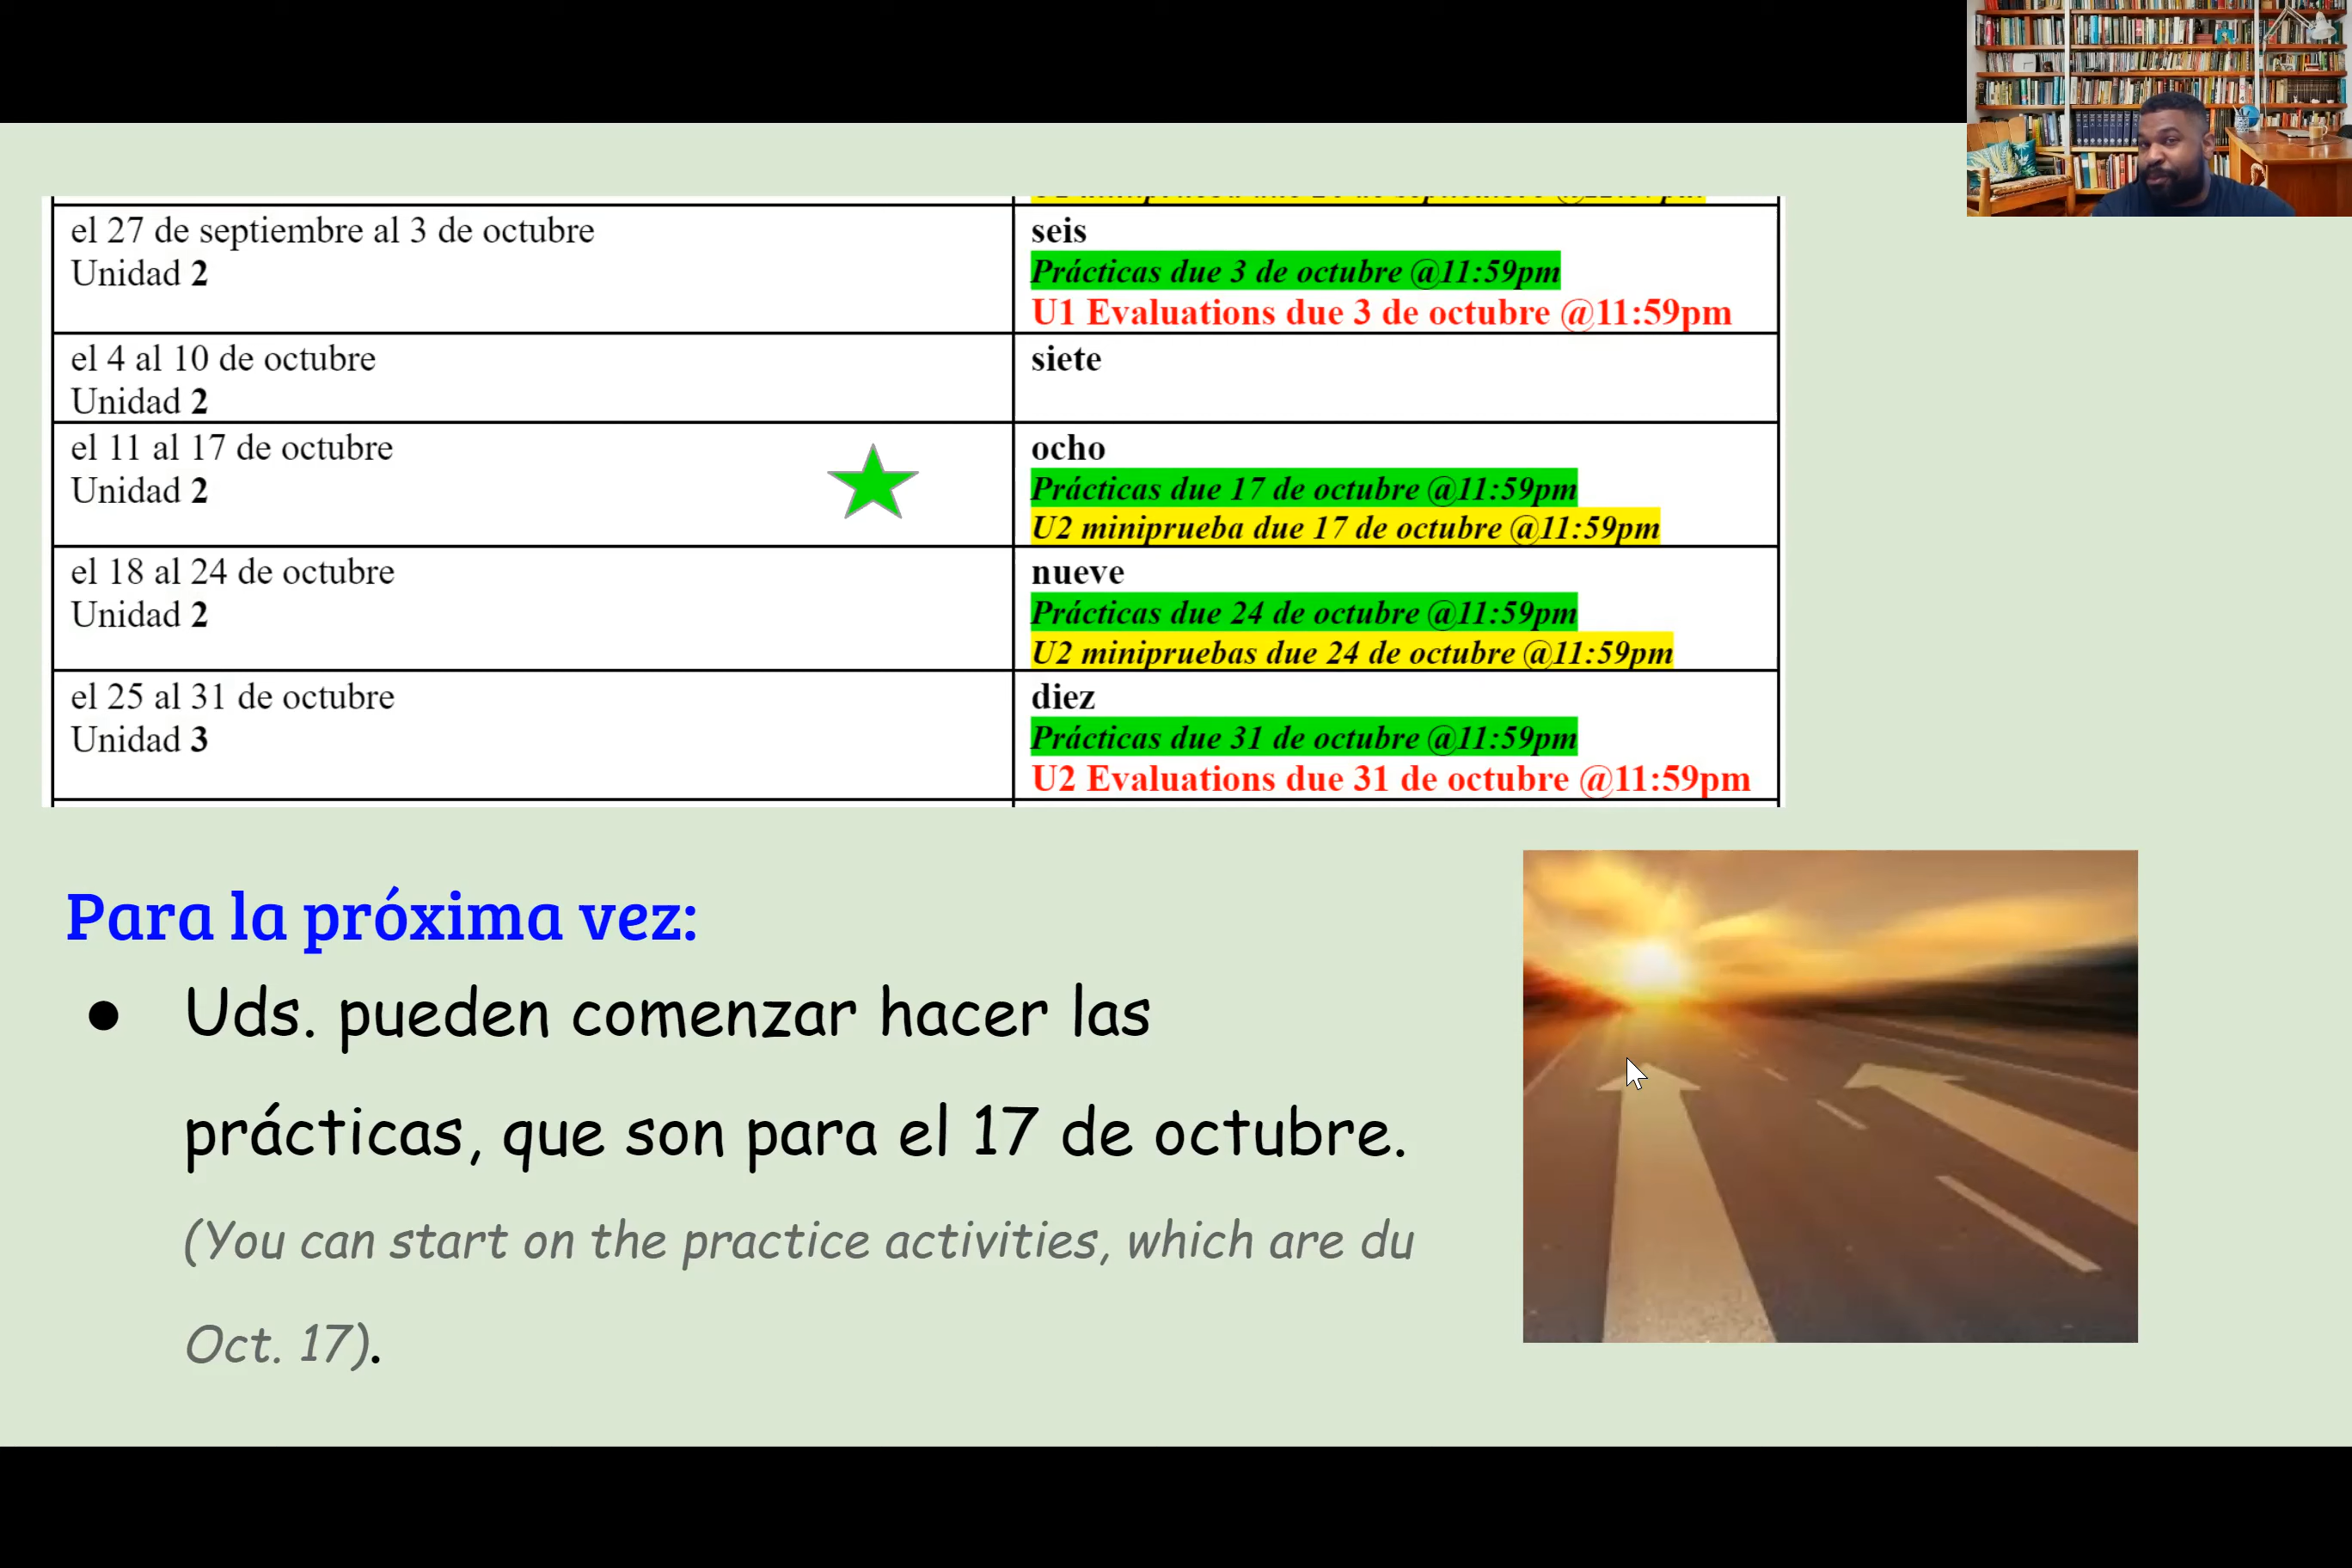 el 27 de septiembre al 3 de octubre
Unidad 2
seis
Prácticas due 3 de octubre @11:59pm
U1 Evaluations due 3 de octubre @11:59pm
el 4 al 10 de octubre
Unidad 2
siete
el 11 al 17 de octubre
Unidad 2
ocho
Prácticas due 17 de octubre @11:59pm
U2 miniprueba due 17 de octubre @11:59pm
el 18 al 24 de octubre
Unidad 2
nueve
Prácticas due 24 de octubre @11:59pm
U2 minipruebas due 24 de octubre @11:59pm
el 25 al 31 de octubre
Unidad 3
diez
Prácticas due 31 de octubre @11:59pm
U2 Evaluations due 31 de octubre @11:59pm
Para la próxima vez:
● Uds. pueden comenzar hacer las
prácticas, que son para el 17 de octubre.
(You can start on the practice activities, which are du
Oct. 17).